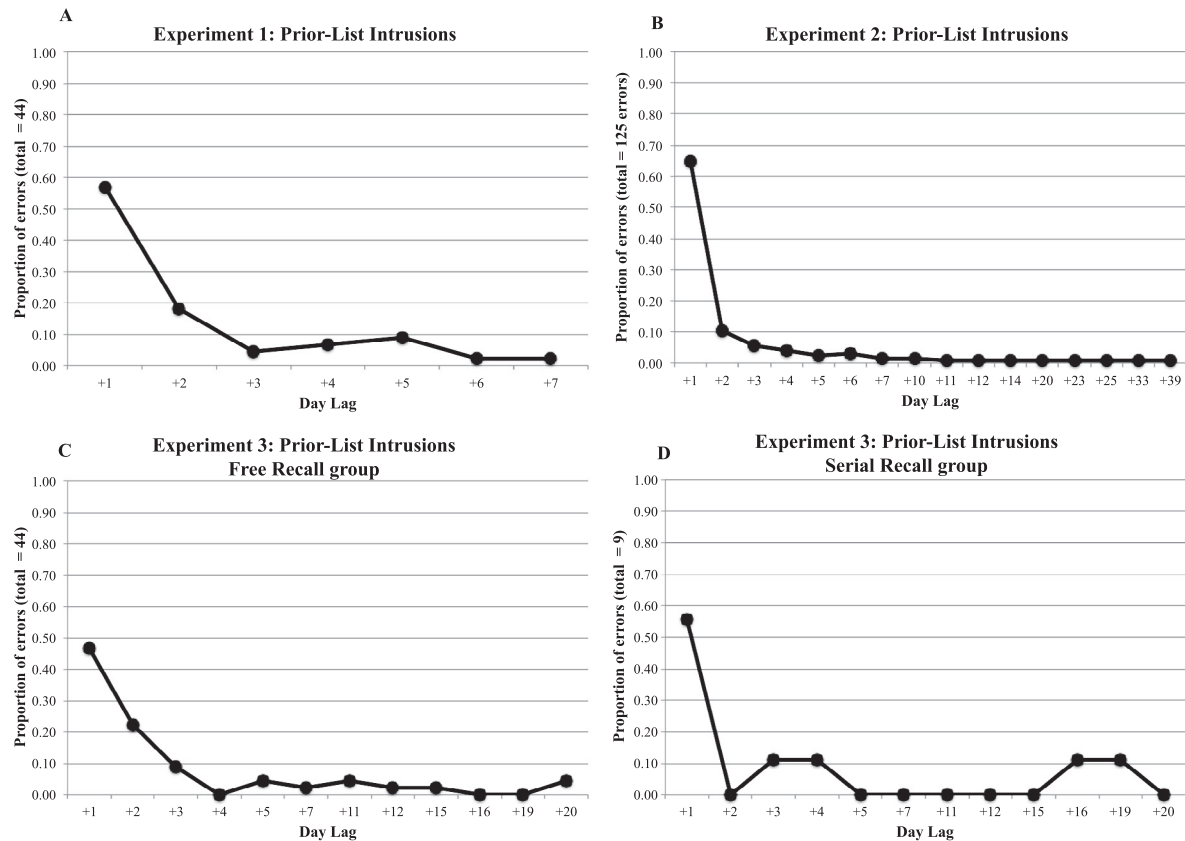 A
Experiment 1: Prior-List Intrusions
Proportion of errors (total = 44)
1.00
0.90
0.80
0.70
0.60
0.50
0.40
0.30
0.20
0.10
0.00
+1 +2 +3 +4 +5 +6 +7
Day Lag
B
Experiment 2: Prior-List Intrusions
Proportion of errors (total = 125 errors)
1.00
0.90
0.80
0.70
0.60
0.50
0.40
0.30
0.20
0.10
0.00
+1 +2 +3 +4 +5 +6 +7 +10 +11 +12 +14 +20 +23 +25 +33 +39
Day Lag
C
Experiment 3: Prior-List Intrusions
Free Recall group
Proportion of errors (total = 44)
1.00
0.90
0.80
0.70
0.60
0.50
0.40
0.30
0.20
0.10
0.00
+1 +2 +3 +4 +5 +7 +11 +12 +15 +16 +19 +20
Day Lag
D
Experiment 3: Prior-List Intrusions
Serial Recall group
Proportion of errors (total = 9)
1.00
0.90
0.80
0.70
0.60
0.50
0.40
0.30
0.20
0.10
0.00
+1 +2 +3 +4 +5 +7 +11 +12 +15 +16 +19 +20
Day Lag